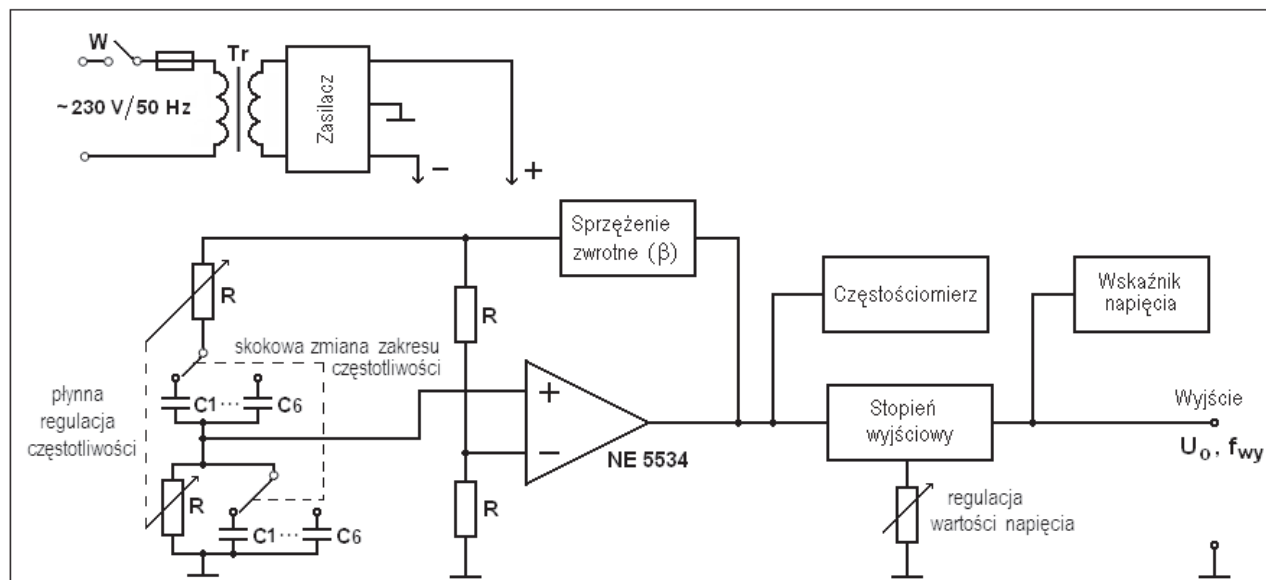 W
Tr
~230 V/50 Hz
Zasilacz
−
+
Sprzężenie
zwrotne (β)
Częstościomierz
Wskaźnik
napięcia
R
R
skokowa zmiana zakresu
częstotliwości
płynna
regulacja
częstotliwości
C1 ··· C6
+
−
NE 5534
Stopień
wyjściowy
Wyjście
U₀, fwy
R
R
C1 ··· C6
regulacja
wartości napięcia